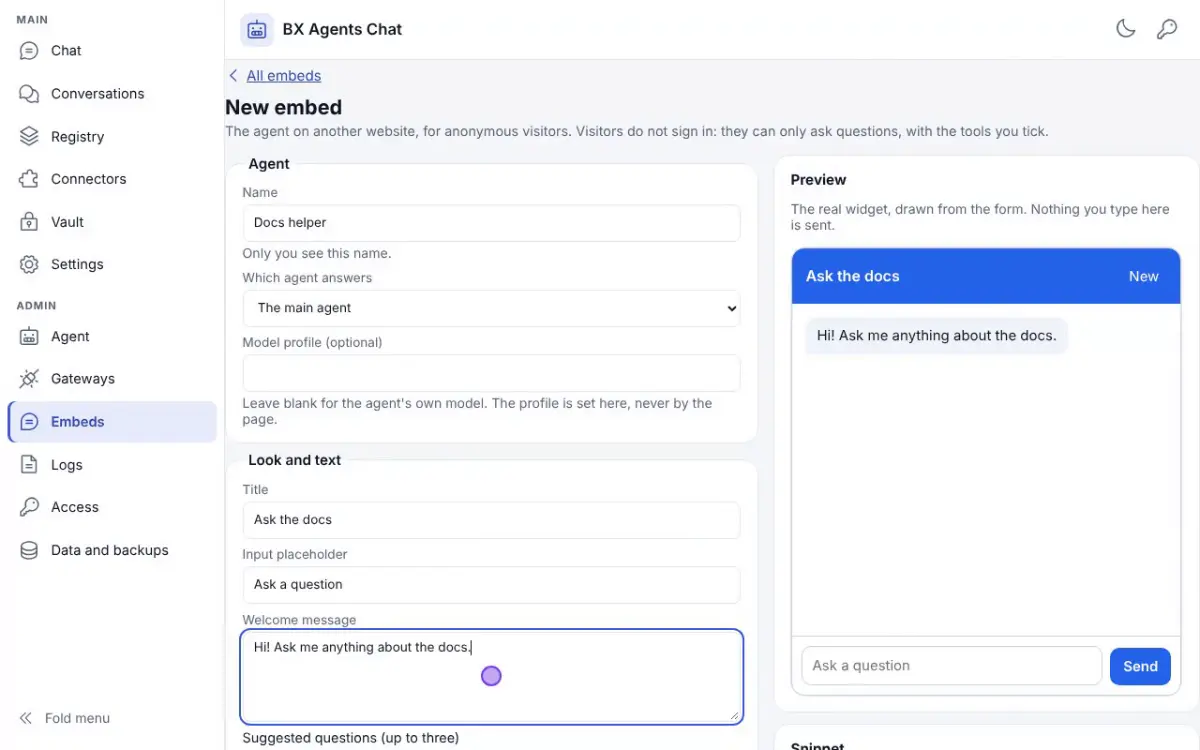 MAIN
Chat
Conversations
Registry
Connectors
Vault
Settings
ADMIN
Agent
Gateways
Embeds
Logs
Access
Data and backups
Fold menu
BX Agents Chat
All embeds
New embed
The agent on another website, for anonymous visitors. Visitors do not sign in: they can only ask questions, with the tools you tick.
Agent
Name
Docs helper
Only you see this name.
Which agent answers
The main agent
Model profile (optional)
Leave blank for the agent's own model. The profile is set here, never by the
page.
Look and text
Title
Ask the docs
Input placeholder
Ask a question
Welcome message
Hi! Ask me anything about the docs.
Suggested questions (up to three)
Preview
The real widget, drawn from the form. Nothing you type here
is sent.
Ask the docs
New
Hi! Ask me anything about the docs.
Ask a question
Send
Snippet